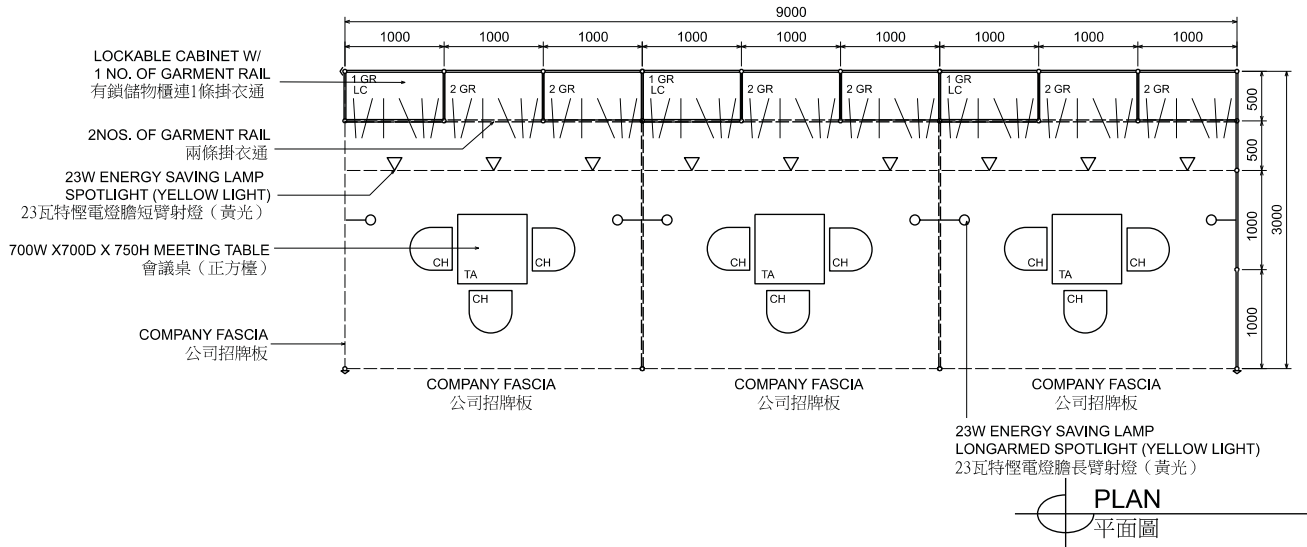 9000
1000 1000 1000 1000 1000 1000 1000 1000 1000
LOCKABLE CABINET W/
1 NO. OF GARMENT RAIL
有鎖儲物櫃連1條掛衣通
1 GR
LC
2 GR
2 GR
1 GR
LC
2 GR
2 GR
1 GR
LC
2 GR
2 GR
500
500
1000
1000
3000
2NOS. OF GARMENT RAIL
兩條掛衣通
23W ENERGY SAVING LAMP
SPOTLIGHT (YELLOW LIGHT)
23瓦特慳電燈膽短臂射燈（黃光）
700W X700D X 750H MEETING TABLE
會議桌（正方檯）
CH
TA
CH
CH
CH
TA
CH
CH
CH
TA
CH
CH
COMPANY FASCIA
公司招牌板
COMPANY FASCIA
公司招牌板
COMPANY FASCIA
公司招牌板
COMPANY FASCIA
公司招牌板
23W ENERGY SAVING LAMP
LONGARMED SPOTLIGHT (YELLOW LIGHT)
23瓦特慳電燈膽長臂射燈（黃光）
PLAN
平面圖